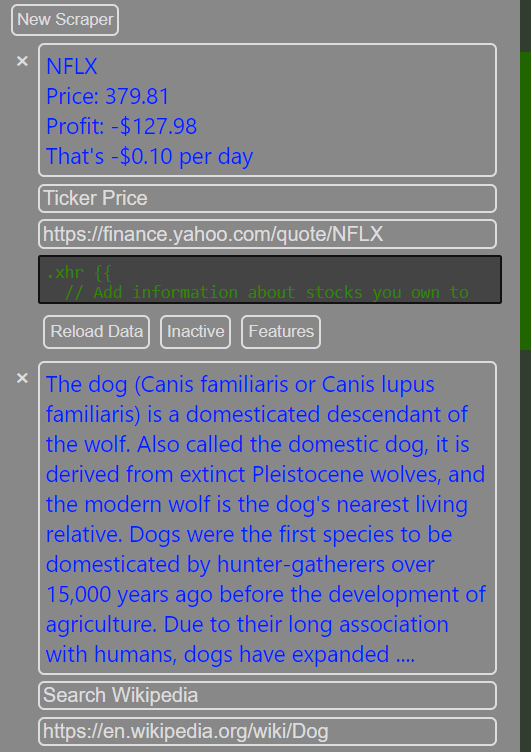 New Scraper
×
NFLX
Price: 379.81
Profit: -$127.98
That's -$0.10 per day
Ticker Price
https://finance.yahoo.com/quote/NFLX
.xhr {{
// Add information about stocks you own to
Reload Data Inactive Features
×
The dog (Canis familiaris or Canis lupus
familiaris) is a domesticated descendant of
the wolf. Also called the domestic dog, it is
derived from extinct Pleistocene wolves, and
the modern wolf is the dog's nearest living
relative. Dogs were the first species to be
domesticated by hunter-gatherers over
15,000 years ago before the development of
agriculture. Due to their long association
with humans, dogs have expanded ....
Search Wikipedia
https://en.wikipedia.org/wiki/Dog